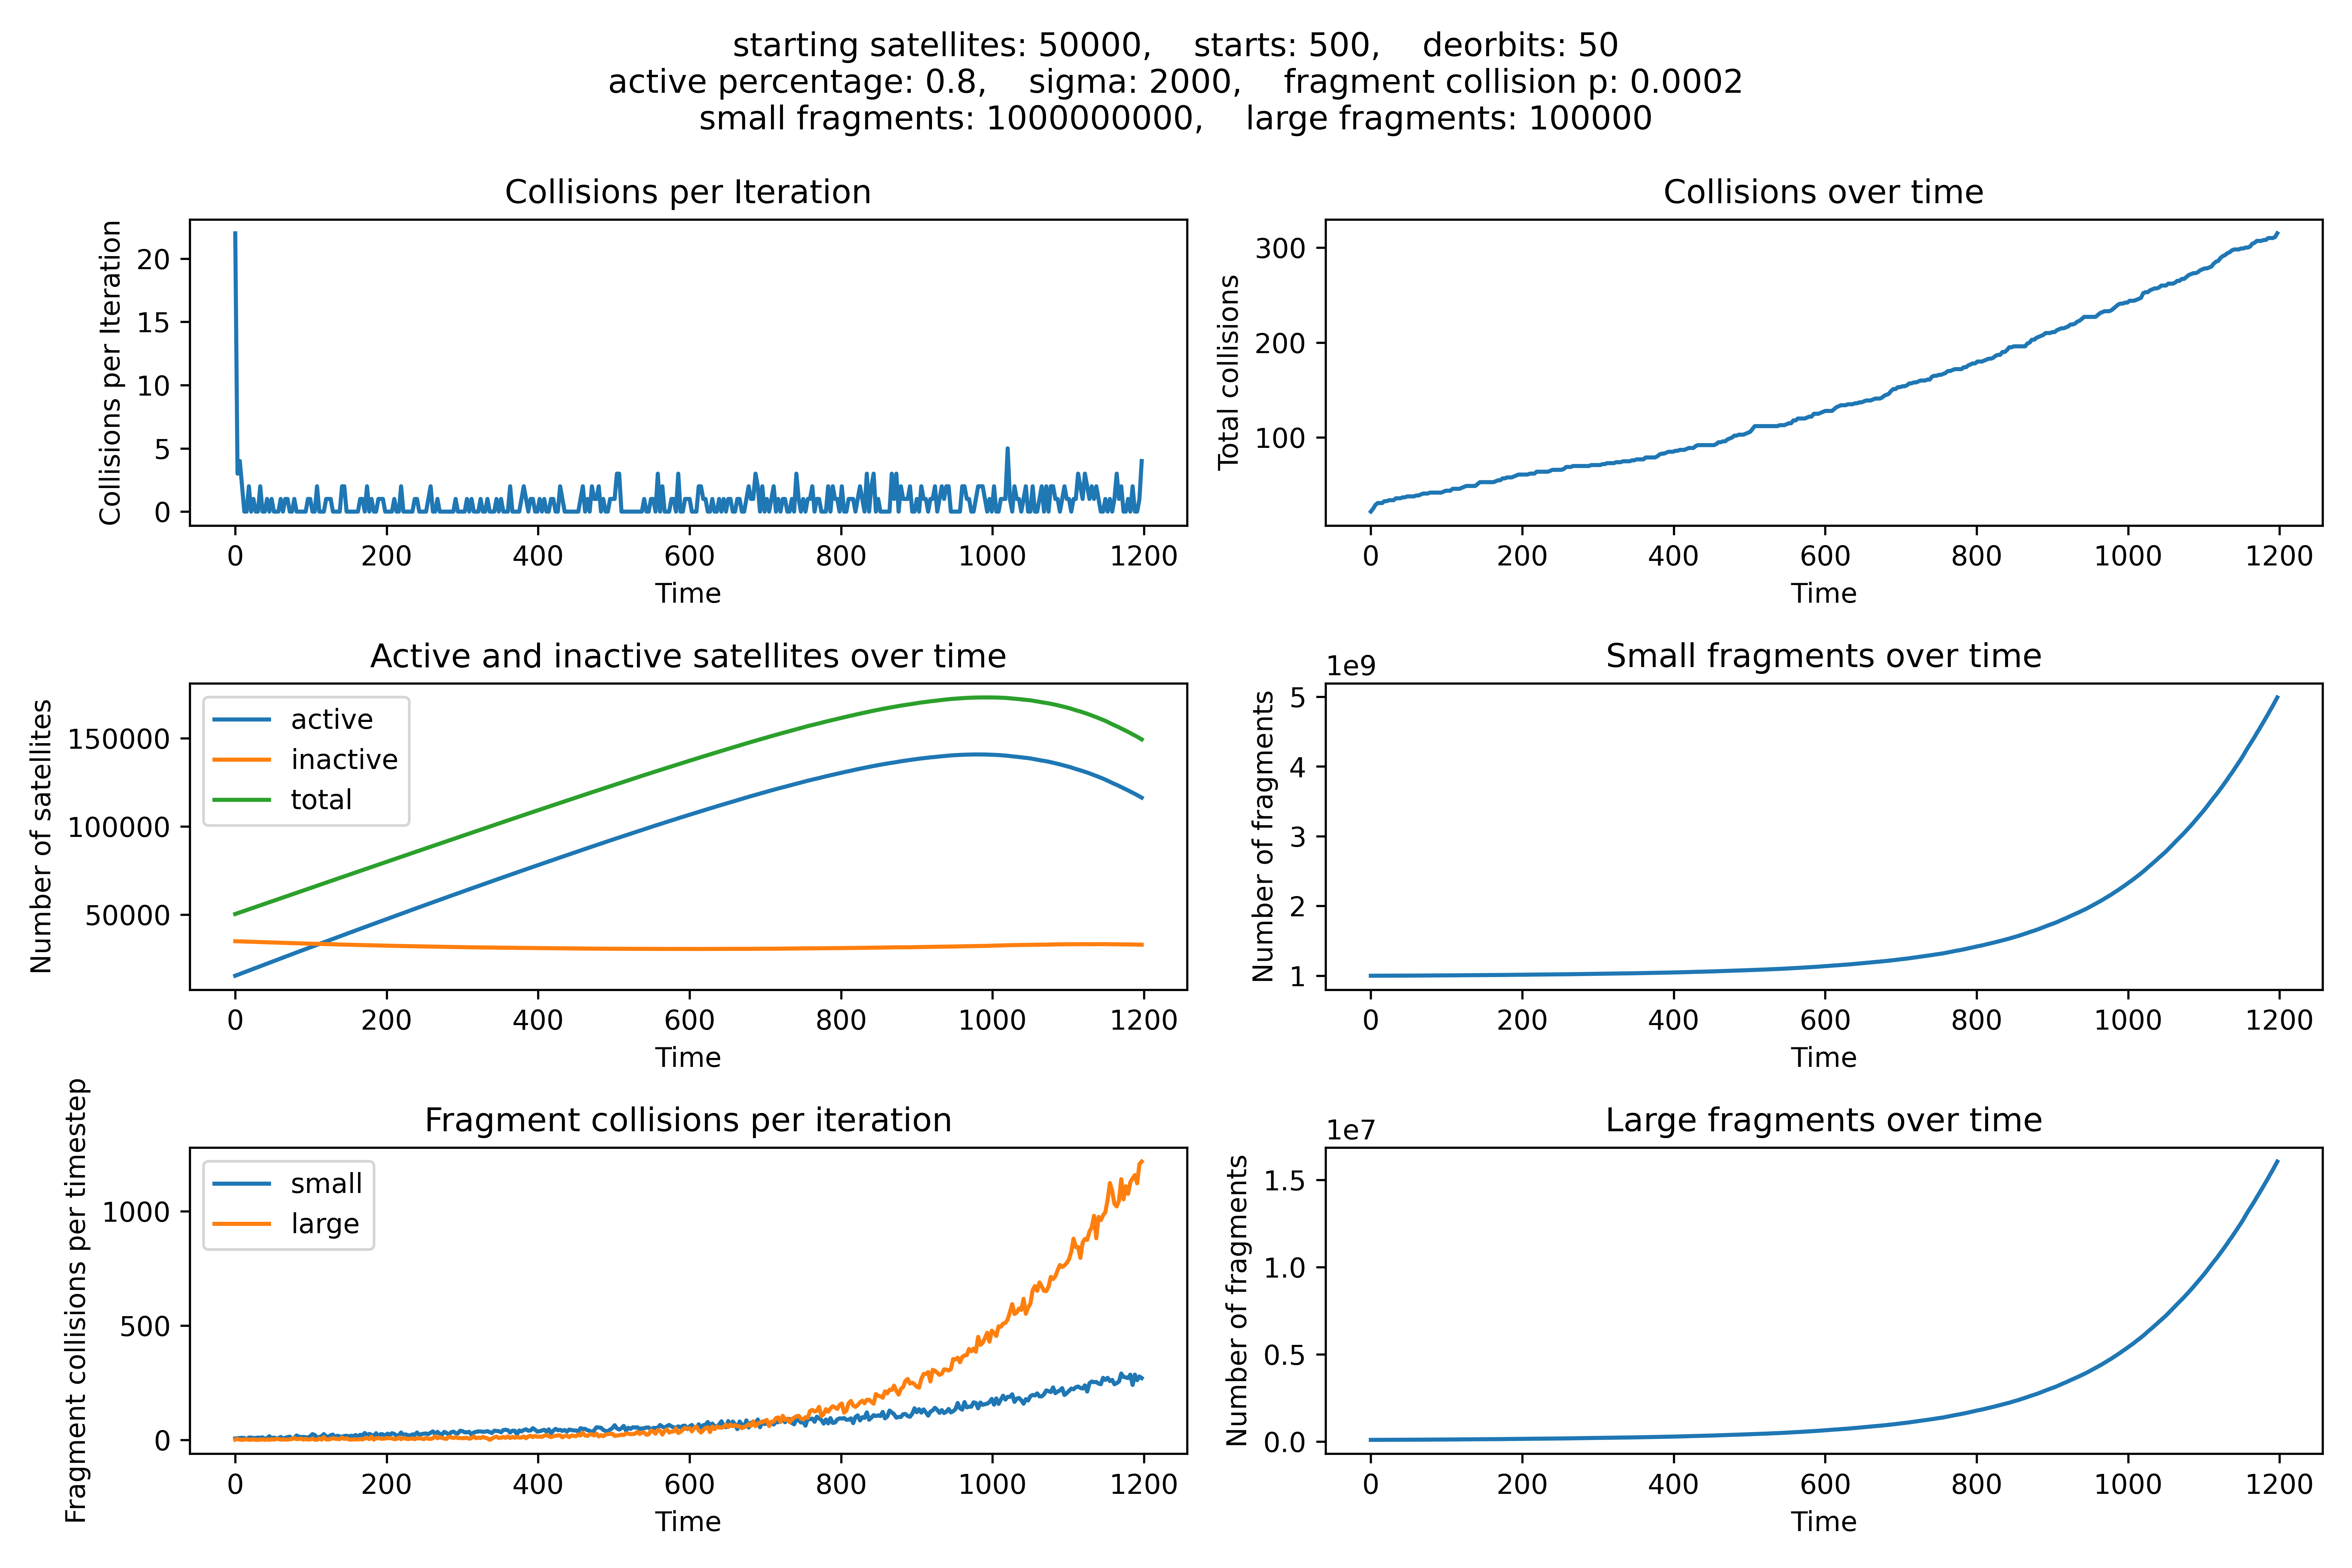 starting satellites: 50000,    starts: 500,    deorbits: 50
active percentage: 0.8,    sigma: 2000,    fragment collision p: 0.0002
small fragments: 1000000000,    large fragments: 100000
Collisions per Iteration
Collisions per Iteration
20
15
10
5
0
0 200 400 600 800 1000 1200
Time
Collisions over time
Total collisions
300
200
100
0 200 400 600 800 1000 1200
Time
Active and inactive satellites over time
Number of satellites
150000
100000
50000
active
inactive
total
0 200 400 600 800 1000 1200
Time
Small fragments over time
1e9
Number of fragments
5
4
3
2
1
0 200 400 600 800 1000 1200
Time
Fragment collisions per iteration
Fragment collisions per timestep
1000
500
0
small
large
0 200 400 600 800 1000 1200
Time
Large fragments over time
1e7
Number of fragments
1.5
1.0
0.5
0.0
0 200 400 600 800 1000 1200
Time